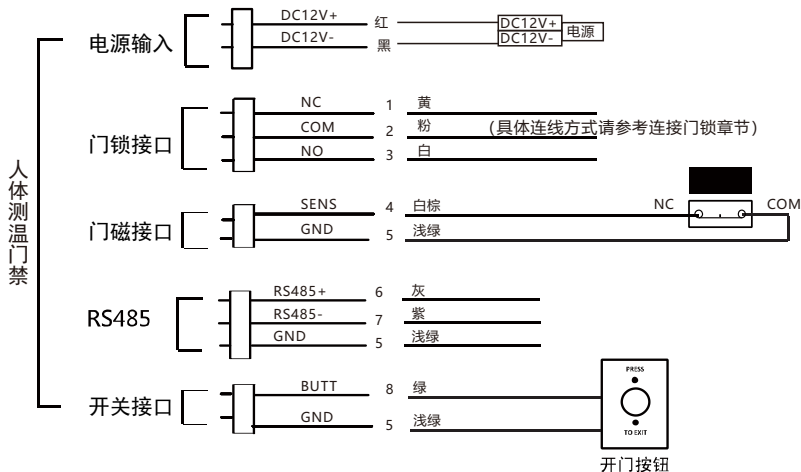 人体测温门禁
电源输入
DC12V+ 红 DC12V+
DC12V- 黑 DC12V-
电源
门锁接口
NC 1 黄
COM 2 粉 (具体连线方式请参考连接门锁章节)
NO 3 白
门磁接口
SENS 4 白棕 NC COM
GND 5 浅绿
RS485
RS485+ 6 灰
RS485- 7 紫
GND 5 浅绿
开关接口
BUTT 8 绿
GND 5 浅绿
PRESS
TO EXIT
开门按钮